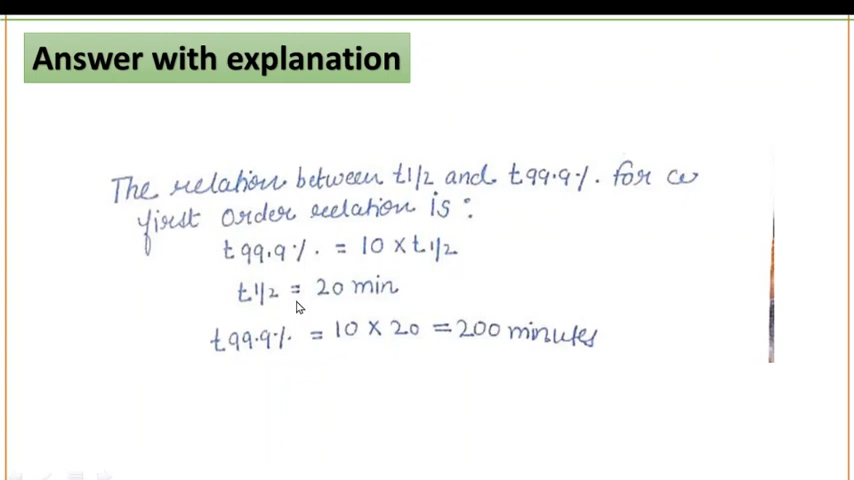 Answer with explanation
The relation between t1/2 and t99.9%. for a
first order relation is:
t99.9%. = 10 x t1/2
t1/2 = 20 min
t99.9% = 10 x 20 = 200 minutes